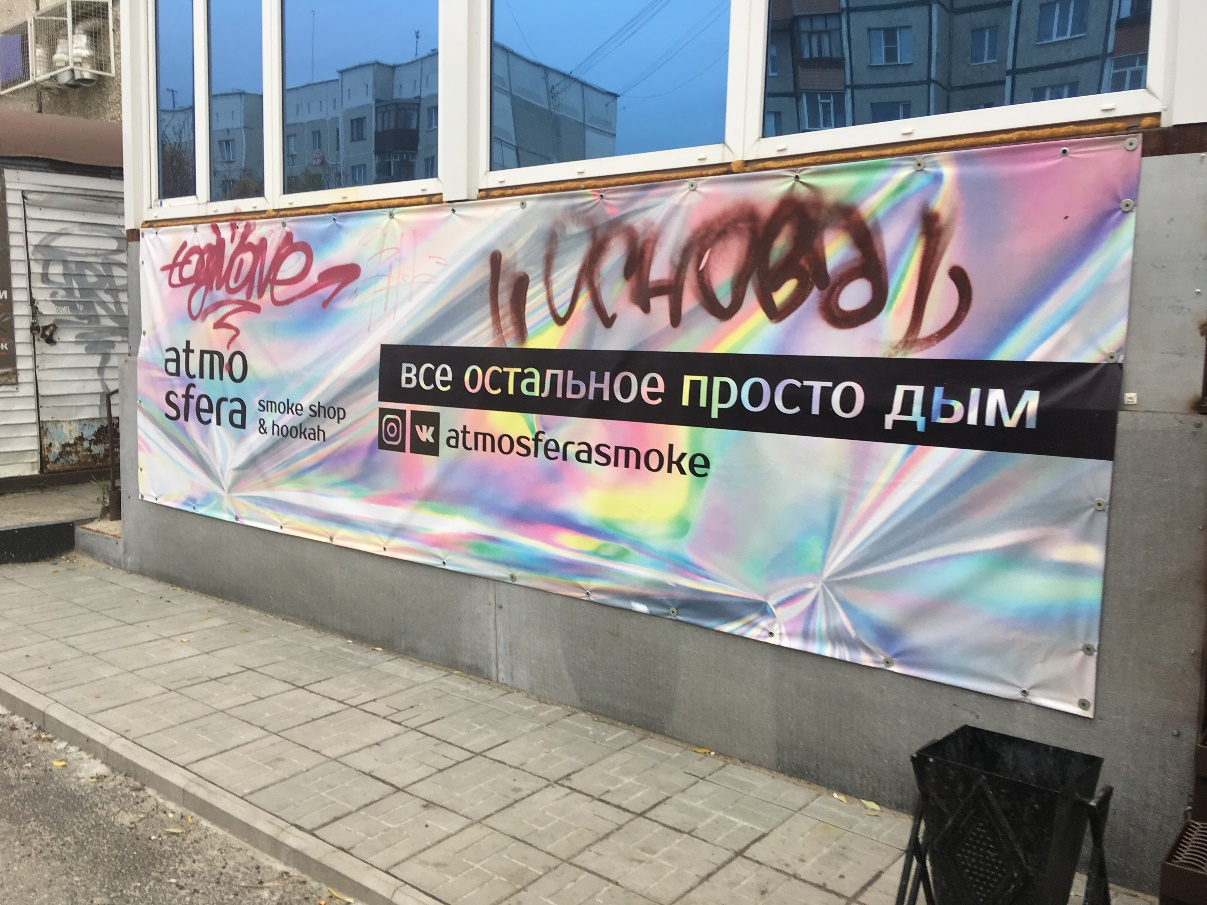 atmo
sfera
smoke shop
& hookah
все остальное просто дым
atmosferasmoke